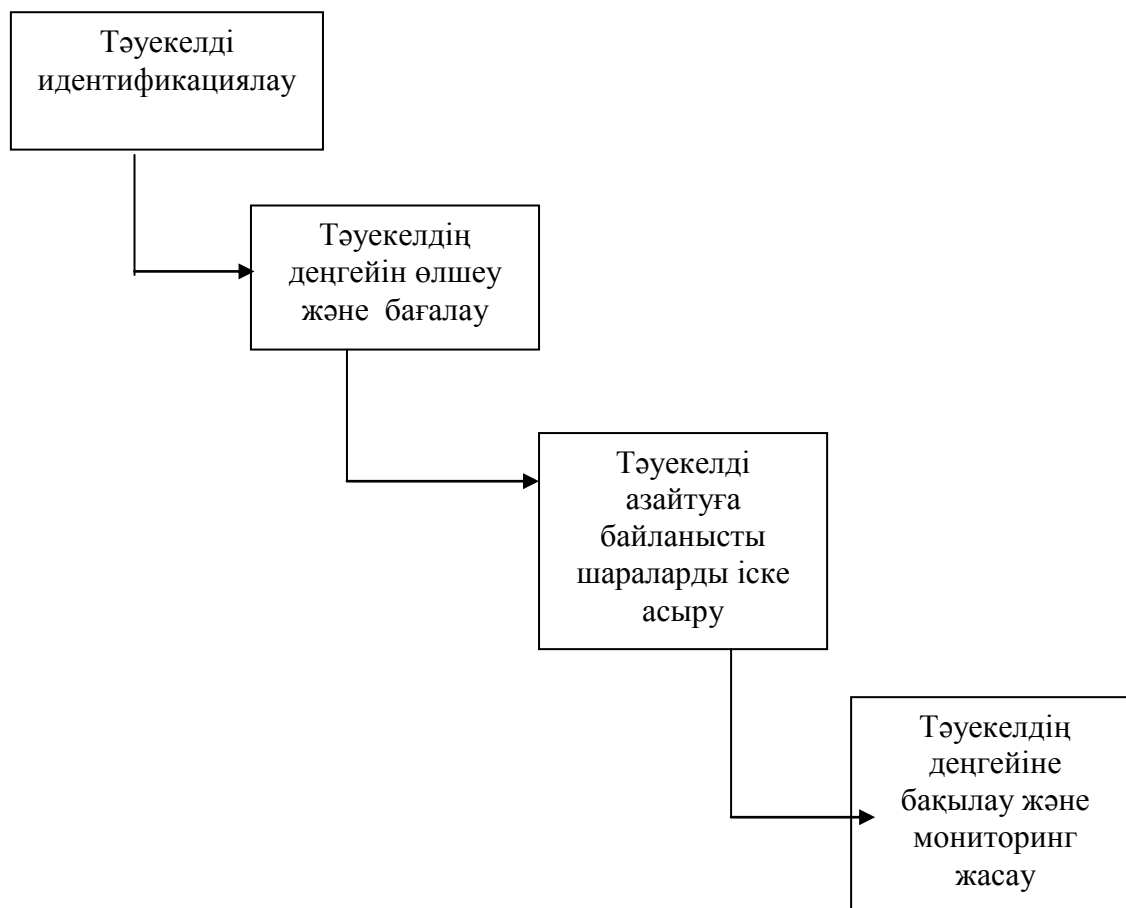 Тәуекелді
идентификациялау
Тәуекелдің
деңгейін өлшеу
және бағалау
Тәуекелді
азайтуға
байланысты
шараларды іске
асыру
Тәуекелдің
деңгейіне
бақылау және
мониторинг
жасау